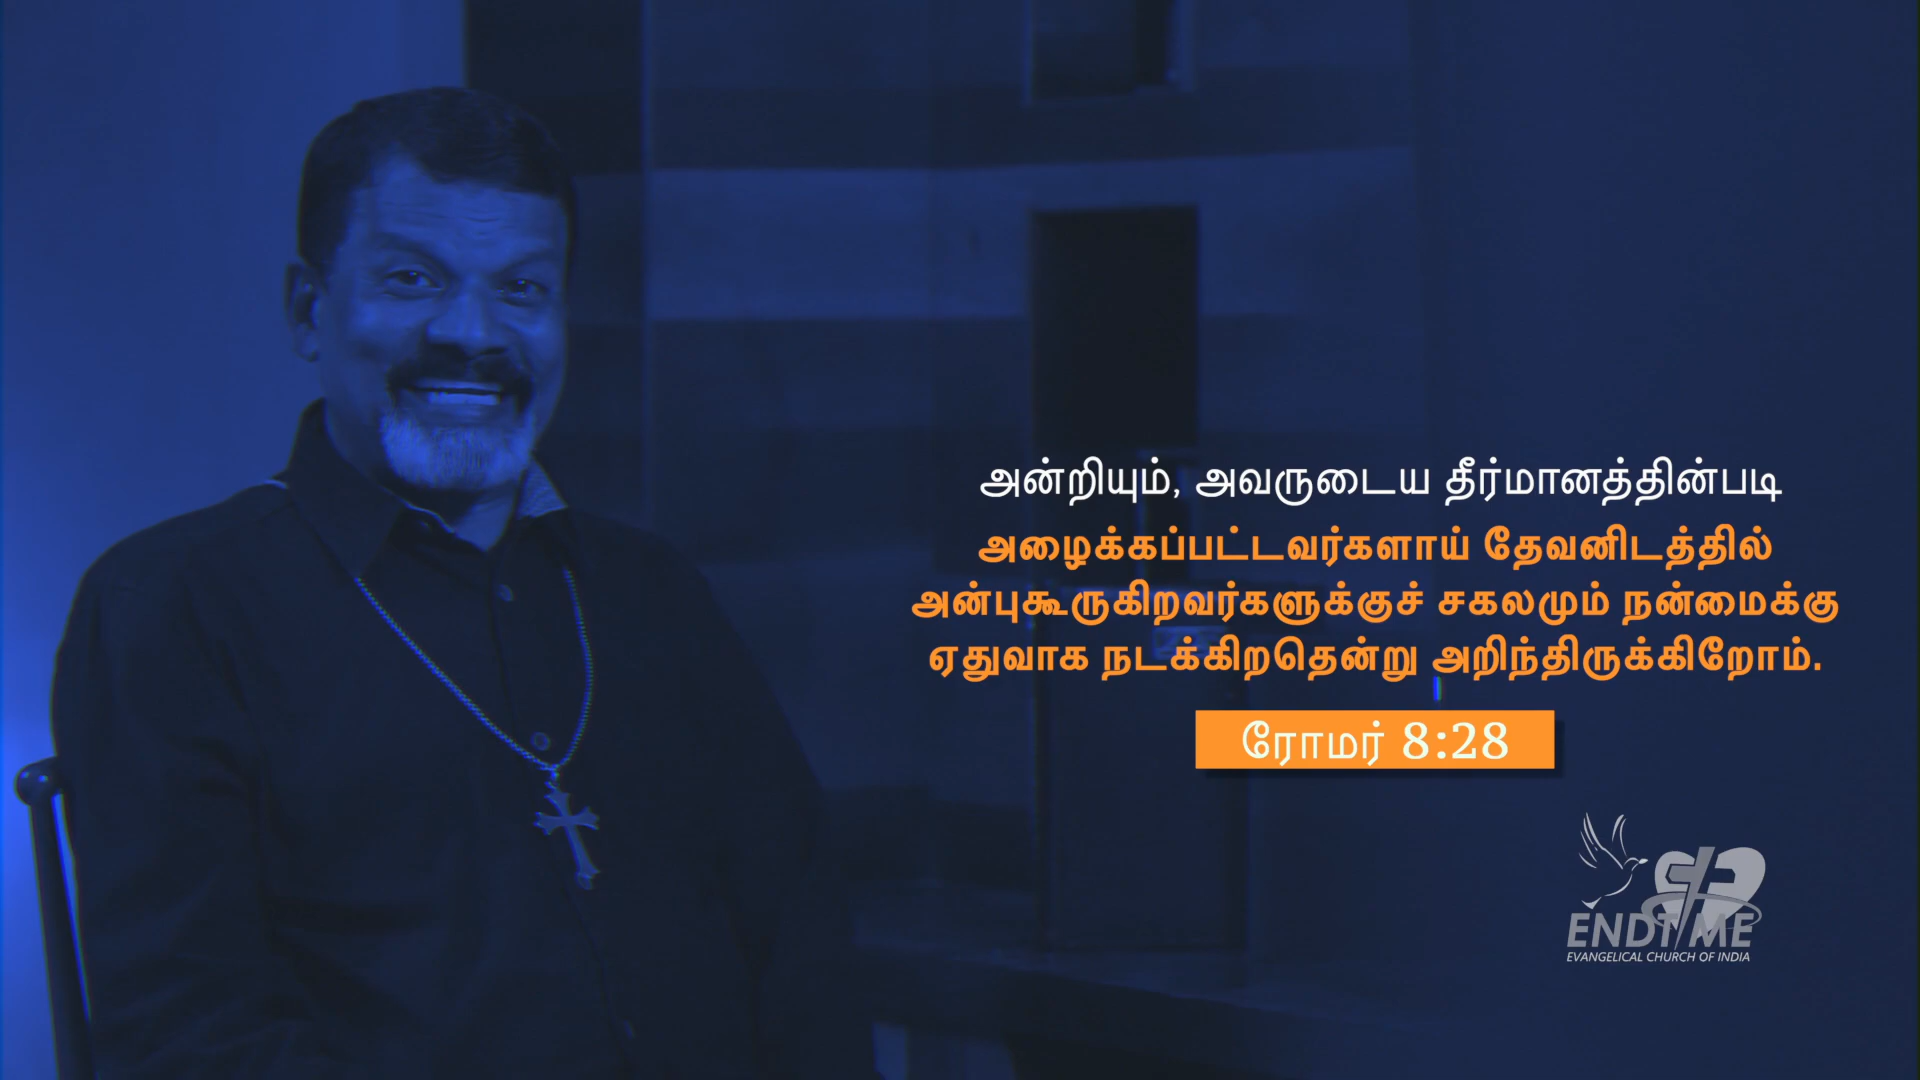 அன்றியும், அவருடைய தீர்மானத்தின்படி
அழைக்கப்பட்டவர்களாய் தேவனிடத்தில்
அன்புகூருகிறவர்களுக்குச் சகலமும் நன்மைக்கு
ஏதுவாக நடக்கிறதென்று அறிந்திருக்கிறோம்.
ரோமர் 8:28
ENDTIME
EVANGELICAL CHURCH OF INDIA